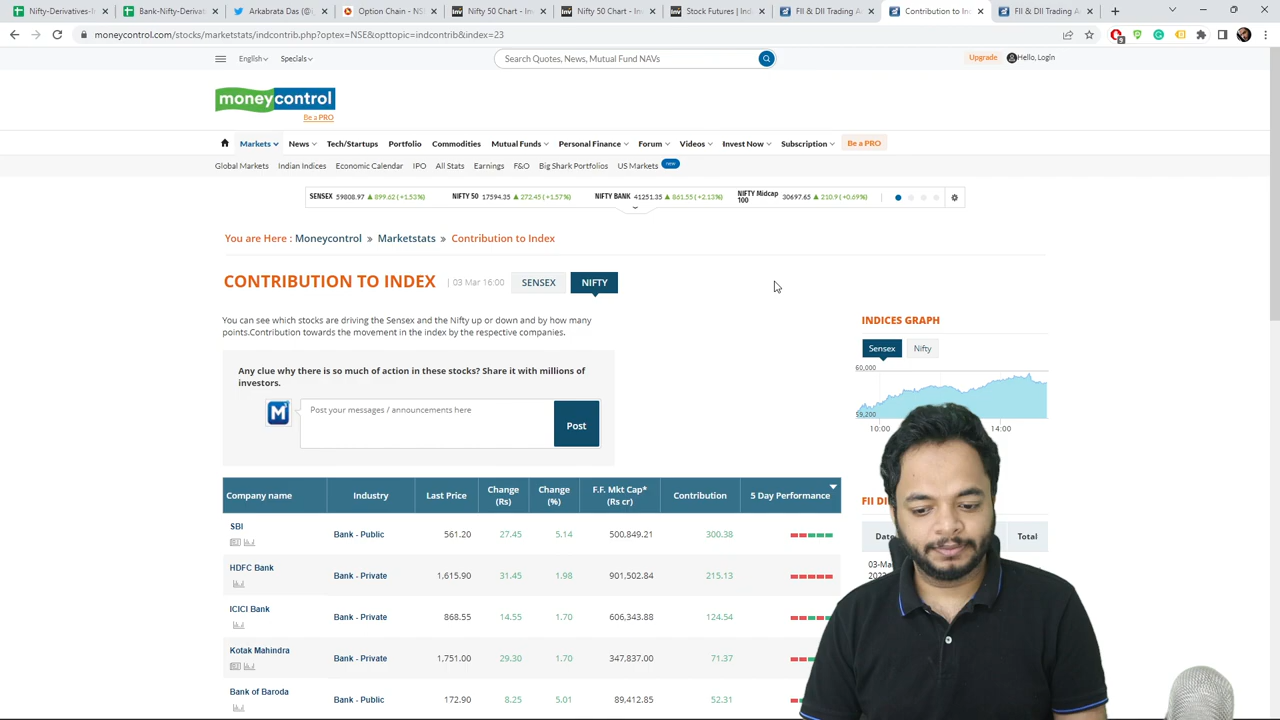 Nifty-Derivatives-I
Bank-Nifty-Derivati
Arkarabra Das (@
Option Chain - NS
FII & DII Trading A
Stock Futures | Ind
FII & DII Trading A
moneycontrol.com/stocks/marketstats/indcontrib.php?optex=NSE&opttopic=indcontrib&index=23
English Specials Search Quotes, News, Mutual Fund NAVs Upgrade Hello, Login
moneycontrol
Be a PRO
Markets News Tech/Startups Portfolio Commodities Mutual Funds Personal Finance Forum Videos Invest Now Subscription Be a PRO
Global Markets Indian Indices Economic Calendar IPO All Stats Earnings F&O Big Shark Portfolios US Markets new
SENSEX 59808.97 ▲ 899.62 (+1.53%) NIFTY 50 17594.35 ▲ 272.45 (+1.57%) NIFTY BANK 41251.35 ▲ 861.55 (+2.13%) NIFTY Midcap 100 30697.65 ▲ 210.9 (+0.69%)
You are Here : Moneycontrol » Marketstats » Contribution to Index
CONTRIBUTION TO INDEX | 03 Mar 16:00 SENSEX NIFTY
You can see which stocks are driving the Sensex and the Nifty up or down and by how many
points.Contribution towards the movement in the index by the respective companies.
INDICES GRAPH
Sensex Nifty
60,000
59,200
10:00 14:00
Any clue why there is so much of action in these stocks? Share it with millions of
investors.
M Post your messages / announcements here
Post
FII DI
Date Total
03-Mar
Company name Industry Last Price Change (Rs) Change (%) F.F. Mkt Cap* (Rs cr) Contribution 5 Day Performance
SBI Bank - Public 561.20 27.45 5.14 500,849.21 300.38
HDFC Bank Bank - Private 1,615.90 31.45 1.98 901,502.84 215.13
ICICI Bank Bank - Private 868.55 14.55 1.70 606,343.88 124.54
Kotak Mahindra Bank - Private 1,751.00 29.30 1.70 347,837.00 71.37
Bank of Baroda Bank - Public 172.90 8.25 5.01 89,412.85 52.31